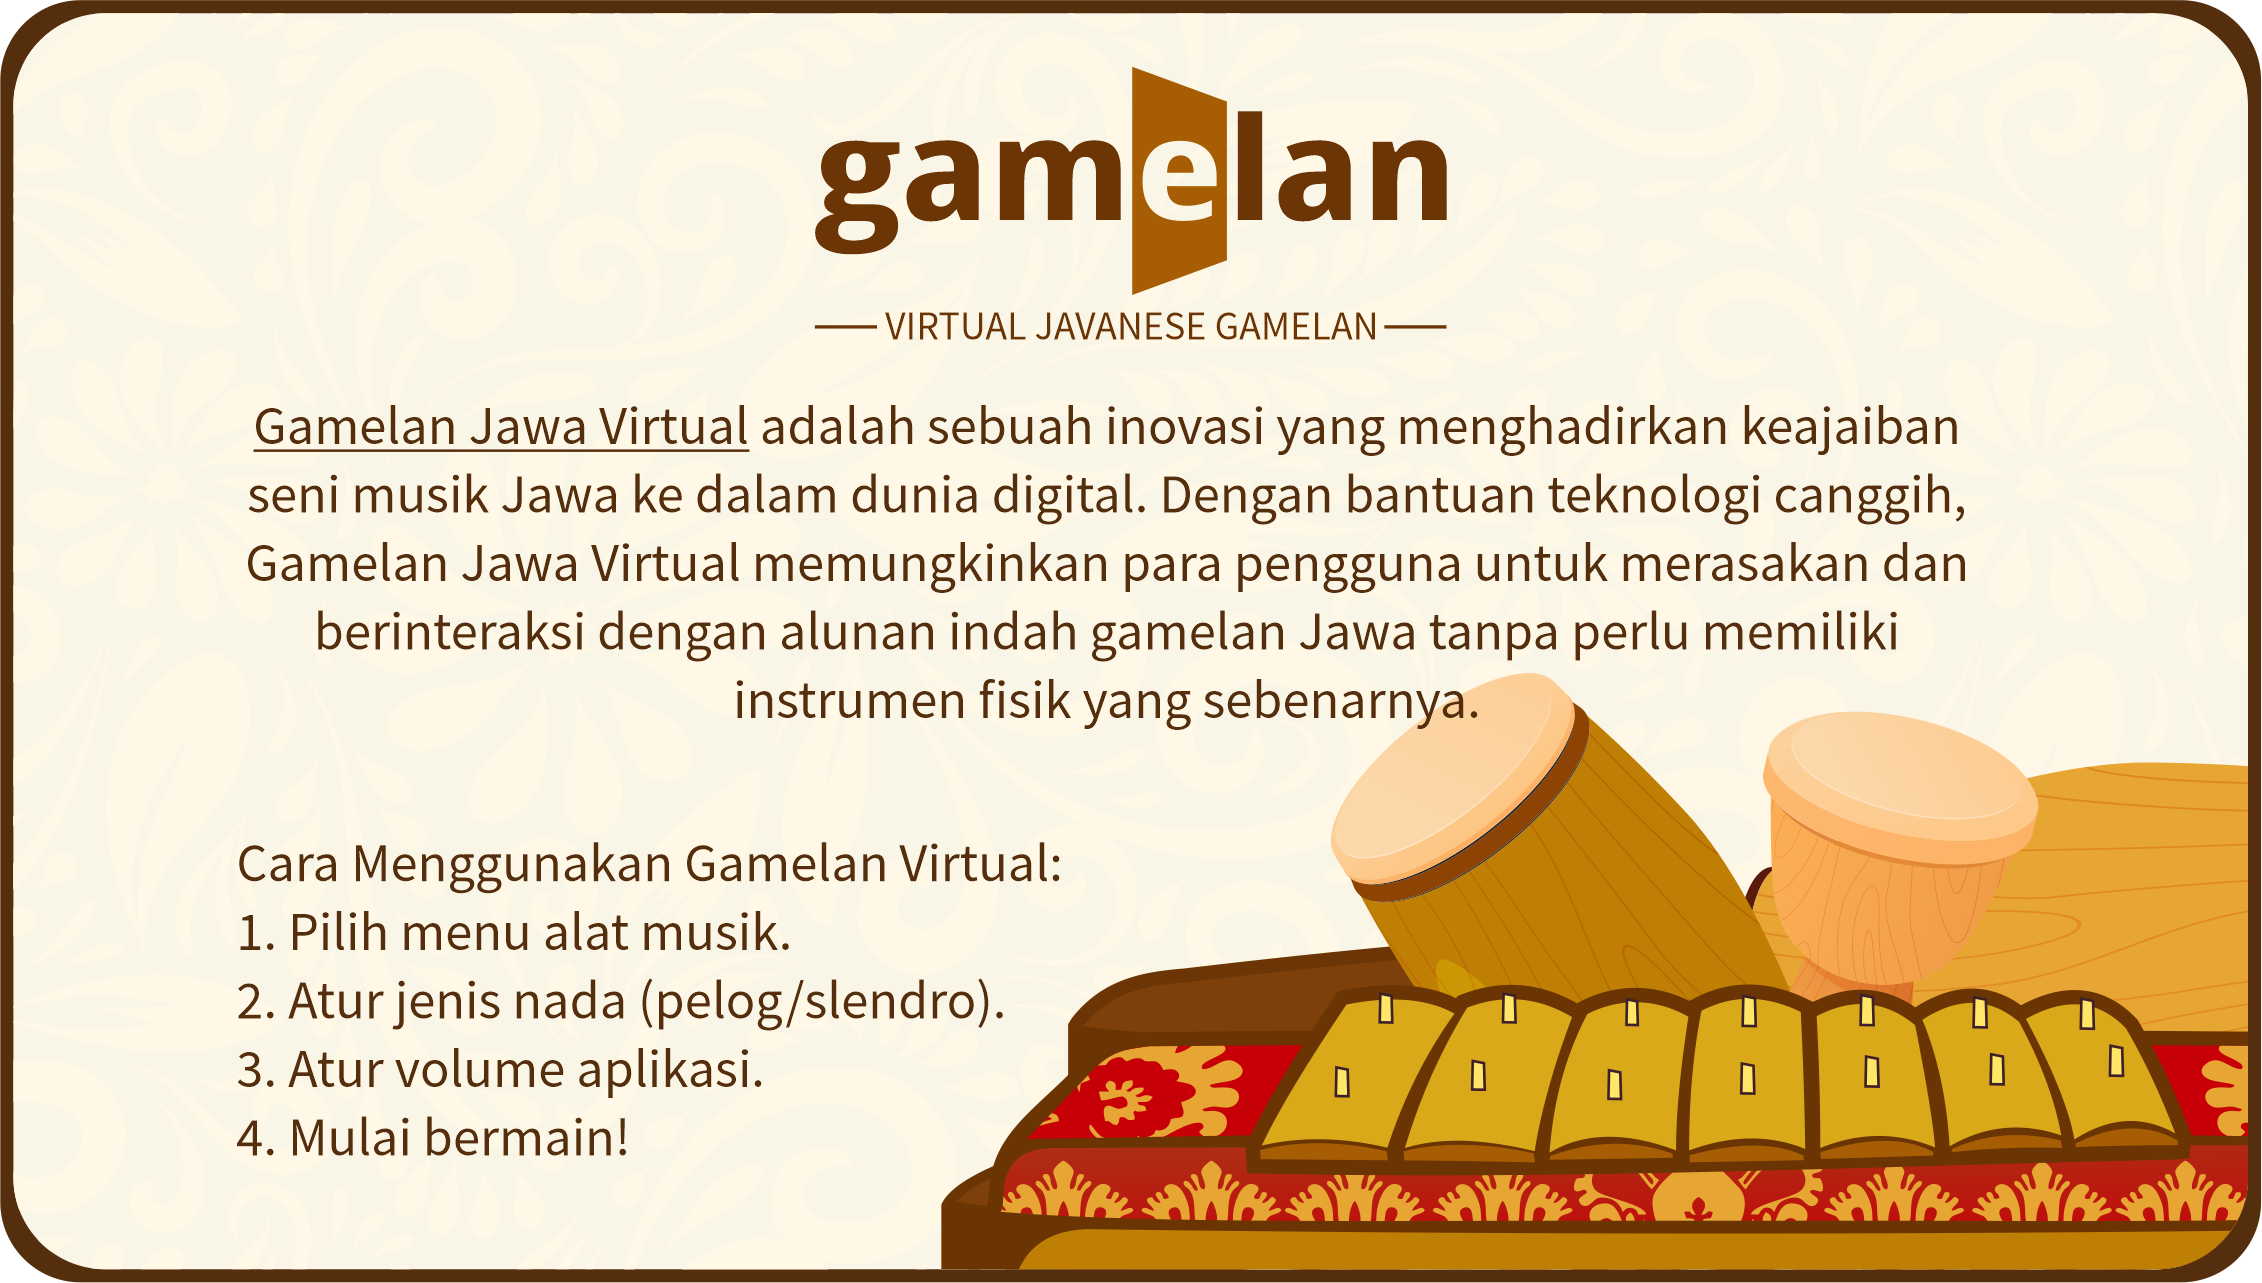 gamelan
VIRTUAL JAVANESE GAMELAN
Gamelan Jawa Virtual adalah sebuah inovasi yang menghadirkan keajaiban
seni musik Jawa ke dalam dunia digital. Dengan bantuan teknologi canggih,
Gamelan Jawa Virtual memungkinkan para pengguna untuk merasakan dan
berinteraksi dengan alunan indah gamelan Jawa tanpa perlu memiliki
instrumen fisik yang sebenarnya.
Cara Menggunakan Gamelan Virtual:
1. Pilih menu alat musik.
2. Atur jenis nada (pelog/slendro).
3. Atur volume aplikasi.
4. Mulai bermain!